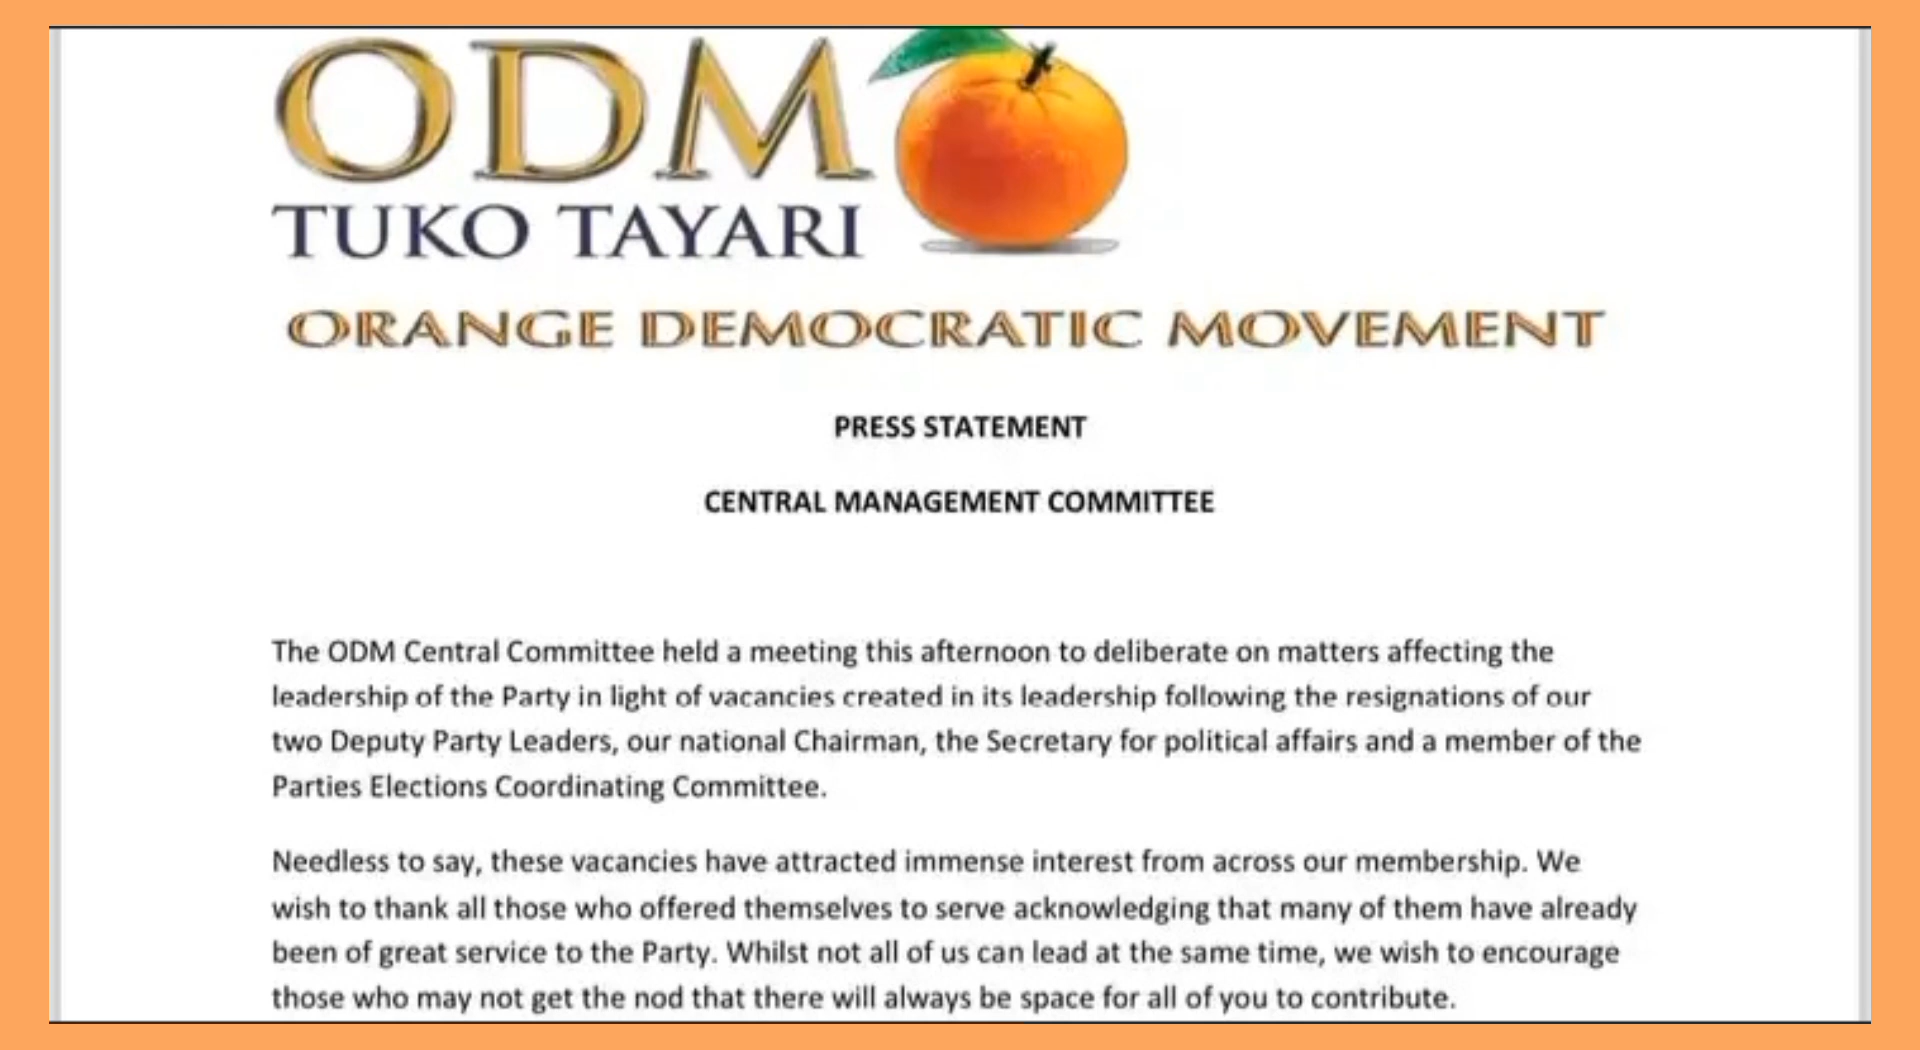 ODM
TUKO TAYARI
ORANGE DEMOCRATIC MOVEMENT
PRESS STATEMENT
CENTRAL MANAGEMENT COMMITTEE
The ODM Central Committee held a meeting this afternoon to deliberate on matters affecting the
leadership of the Party in light of vacancies created in its leadership following the resignations of our
two Deputy Party Leaders, our national Chairman, the Secretary for political affairs and a member of the
Parties Elections Coordinating Committee.
Needless to say, these vacancies have attracted immense interest from across our membership. We
wish to thank all those who offered themselves to serve acknowledging that many of them have already
been of great service to the Party. Whilst not all of us can lead at the same time, we wish to encourage
those who may not get the nod that there will always be space for all of you to contribute.